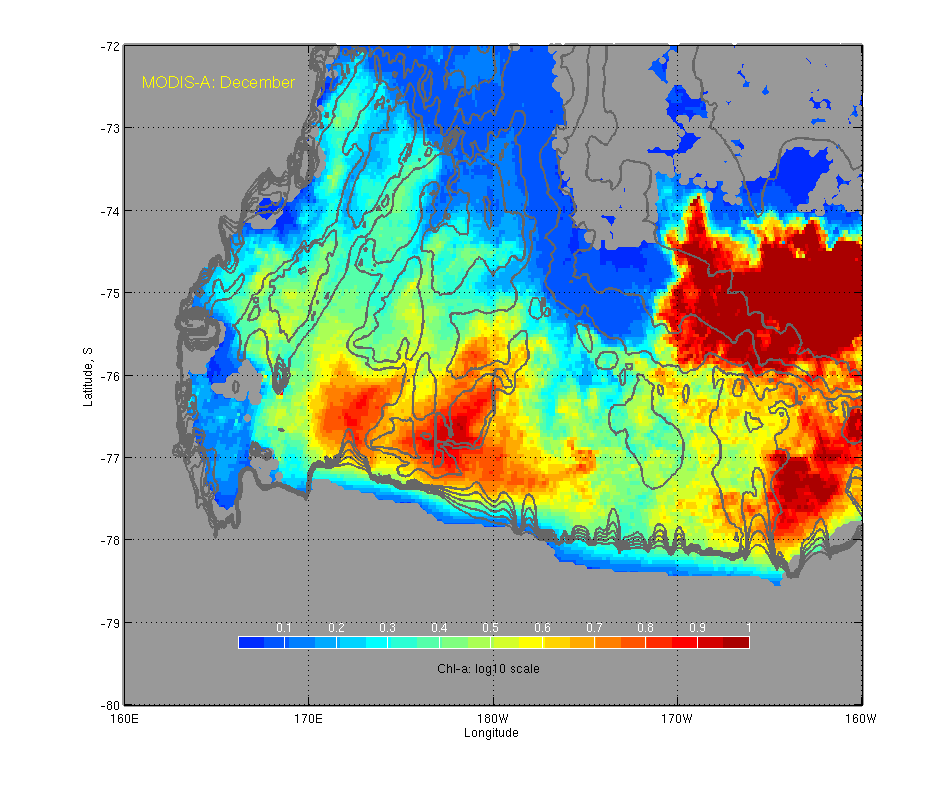 MODIS-A: December
-72
-73
-74
-75
-76
-77
-78
-79
-80
Latitude, S
0.1 0.2 0.3 0.4 0.5 0.6 0.7 0.8 0.9 1
Chl-a: log10 scale
160E 170E 180W 170W 160W
Longitude